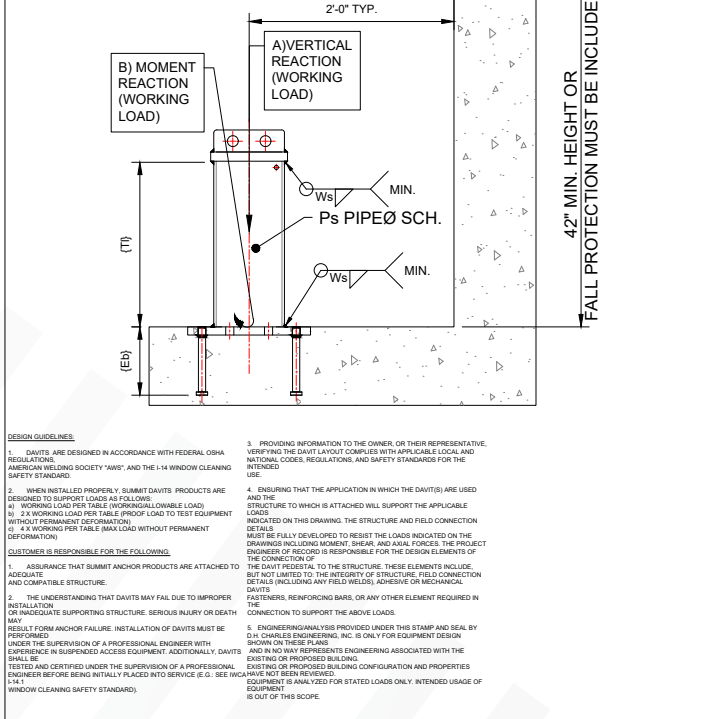 2'-0" TYP.
A)VERTICAL
REACTION
(WORKING
LOAD)
B) MOMENT
REACTION
(WORKING
LOAD)
42" MIN. HEIGHT OR
FALL PROTECTION MUST BE INCLUDE
Ws
MIN.
Ps PIPEØ SCH.
Ws
MIN.
{Tl}
{Eb}
DESIGN GUIDELINES:
1. DAVITS ARE DESIGNED IN ACCORDANCE WITH FEDERAL OSHA
REGULATIONS,
AMERICAN WELDING SOCIETY "AWS", AND THE I-14 WINDOW CLEANING
SAFETY STANDARD.
2. WHEN INSTALLED PROPERLY, SUMMIT DAVITS PRODUCTS ARE
DESIGNED TO SUPPORT LOADS AS FOLLOWS:
a) WORKING LOAD PER TABLE (WORKING/ALLOWABLE LOAD)
b) 2 X WORKING LOAD PER TABLE (PROOF LOAD TO TEST EQUIPMENT
WITHOUT PERMANENT DEFORMATION)
c) 4 X WORKING PER TABLE (MAX LOAD WITHOUT PERMANENT
DEFORMATION)
CUSTOMER IS RESPONSIBLE FOR THE FOLLOWING:
1. ASSURANCE THAT SUMMIT ANCHOR PRODUCTS ARE ATTACHED TO
ADEQUATE
AND COMPATIBLE STRUCTURE.
2. THE UNDERSTANDING THAT DAVITS MAY FAIL DUE TO IMPROPER
INSTALLATION
OR INADEQUATE SUPPORTING STRUCTURE. SERIOUS INJURY OR DEATH
MAY
RESULT FORM ANCHOR FAILURE. INSTALLATION OF DAVITS MUST BE
PERFORMED
UNDER THE SUPERVISION OF A PROFESSIONAL ENGINEER WITH
EXPERIENCE IN SUSPENDED ACCESS EQUIPMENT. ADDITIONALLY, DAVITS
SHALL BE
TESTED AND CERTIFIED UNDER THE SUPERVISION OF A PROFESSIONAL
ENGINEER BEFORE BEING INITIALLY PLACED INTO SERVICE (E.G.: SEE IWCA
I-14.1
WINDOW CLEANING SAFETY STANDARD).
3. PROVIDING INFORMATION TO THE OWNER, OR THEIR REPRESENTATIVE,
VERIFYING THE DAVIT LAYOUT COMPLIES WITH APPLICABLE LOCAL AND
NATIONAL CODES, REGULATIONS, AND SAFETY STANDARDS FOR THE
INTENDED
USE.
4. ENSURING THAT THE APPLICATION IN WHICH THE DAVIT(S) ARE USED
AND THE
STRUCTURE TO WHICH IS ATTACHED WILL SUPPORT THE APPLICABLE
LOADS
INDICATED ON THIS DRAWING. THE STRUCTURE AND FIELD CONNECTION
DETAILS
MUST BE FULLY DEVELOPED TO RESIST THE LOADS INDICATED ON THE
DRAWINGS INCLUDING MOMENT, SHEAR, AND AXIAL FORCES. THE PROJECT
ENGINEER OF RECORD IS RESPONSIBLE FOR THE DESIGN ELEMENTS OF
THE CONNECTION OF
THE DAVIT PEDESTAL TO THE STRUCTURE. THESE ELEMENTS INCLUDE,
BUT NOT LIMITED TO: THE INTEGRITY OF STRUCTURE, FIELD CONNECTION
DETAILS (INCLUDING ANY FIELD WELDS), ADHESIVE OR MECHANICAL
DAVITS
FASTENERS, REINFORCING BARS, OR ANY OTHER ELEMENT REQUIRED IN
THE
CONNECTION TO SUPPORT THE ABOVE LOADS.
5. ENGINEERING/ANALYSIS PROVIDED UNDER THIS STAMP AND SEAL BY
D.H. CHARLES ENGINEERING, INC. IS ONLY FOR EQUIPMENT DESIGN
SHOWN ON THESE PLANS
AND IN NO WAY REPRESENTS ENGINEERING ASSOCIATED WITH THE
EXISTING OR PROPOSED BUILDING.
EXISTING OR PROPOSED BUILDING CONFIGURATION AND PROPERTIES
HAVE NOT BEEN REVIEWED.
EQUIPMENT IS ANALYZED FOR STATED LOADS ONLY. INTENDED USAGE OF
EQUIPMENT
IS OUT OF THIS SCOPE.